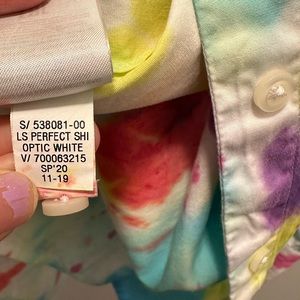 S/ 538081-00
LS PERFECT SHI
OPTIC WHITE
V/ 700063215
SP'20
11-19